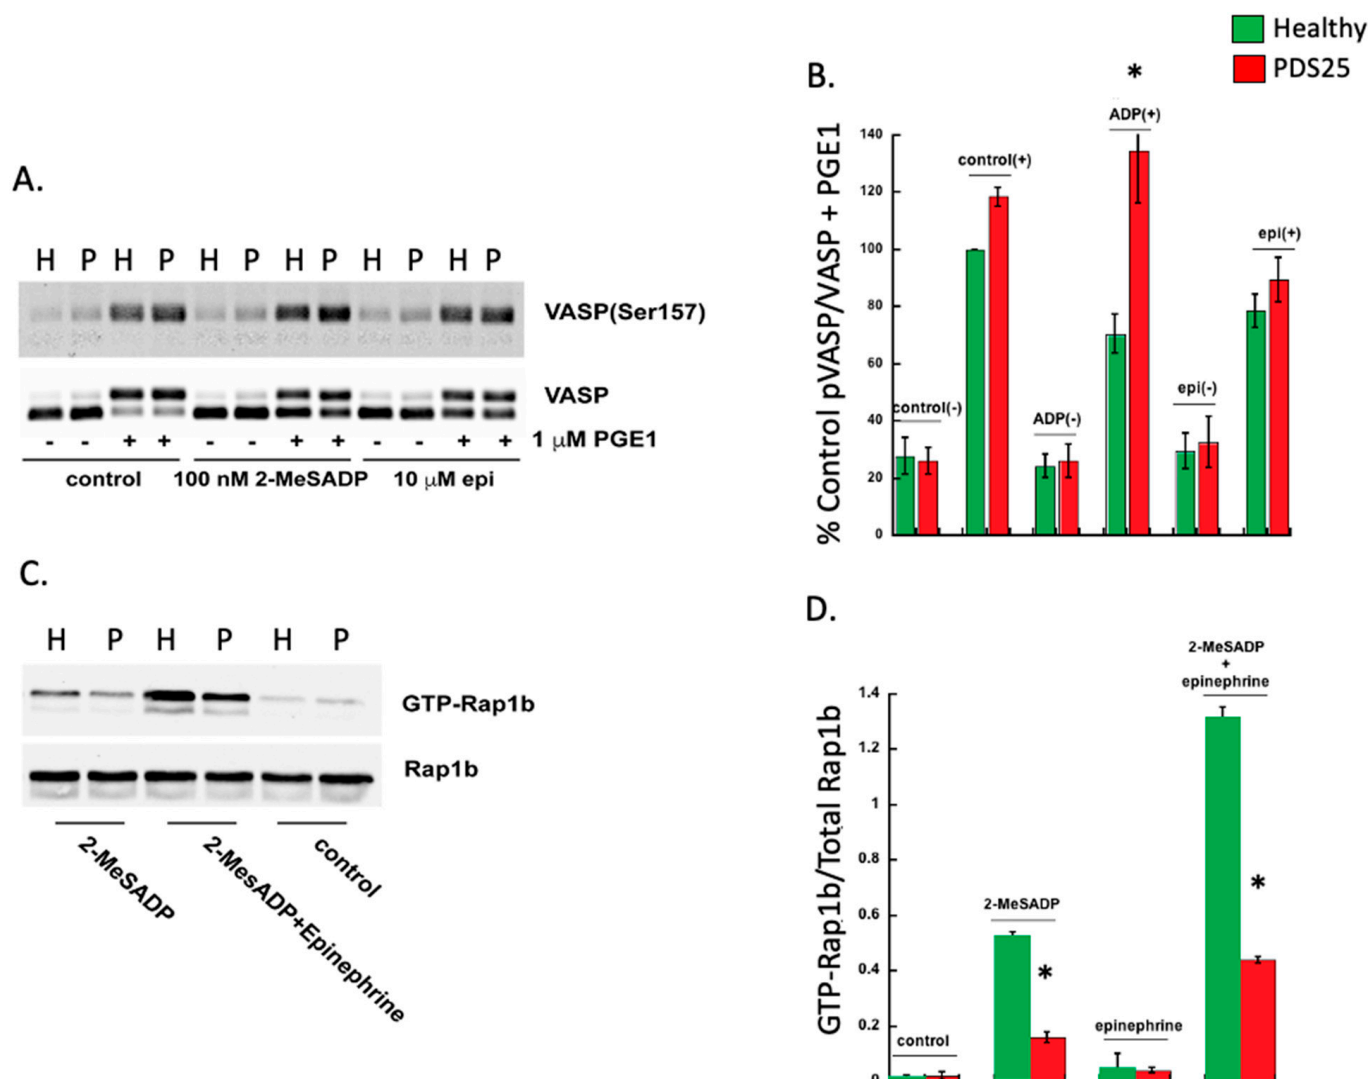 Healthy
PDS25
A.
H P H P H P H P H P H P
VASP(Ser157)
VASP
- - + + - - + + - - + + 1 μM PGE1
control 100 nM 2-MeSADP 10 μM epi
B.
*
% Control pVASP/VASP + PGE1
140
120
100
80
60
40
20
0
control(-)
control(+)
ADP(-)
ADP(+)
epi(-)
epi(+)
C.
H P H P H P
GTP-Rap1b
Rap1b
2-MeSADP
2-MesADP+Epinephrine
control
D.
GTP-Rap1b/Total Rap1b
1.4
1.2
1
0.8
0.6
0.4
0.2
0
control
2-MeSADP
*
epinephrine
2-MeSADP
+
epinephrine
*